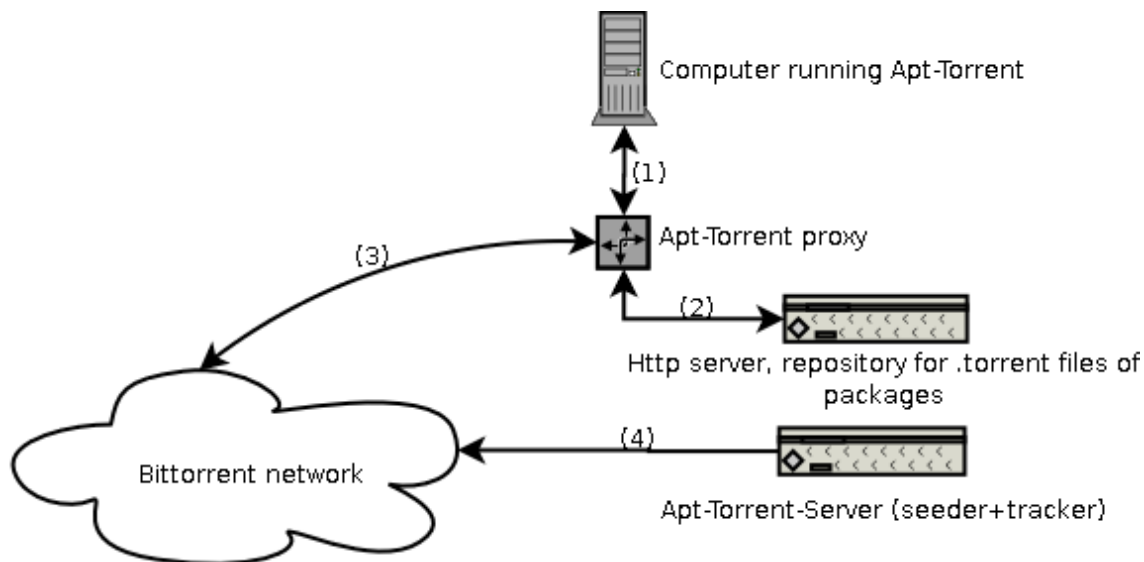 Computer running Apt-Torrent
(1)
Apt-Torrent proxy
(3)
(2)
Http server, repository for .torrent files of
packages
(4)
Bittorrent network
Apt-Torrent-Server (seeder+tracker)